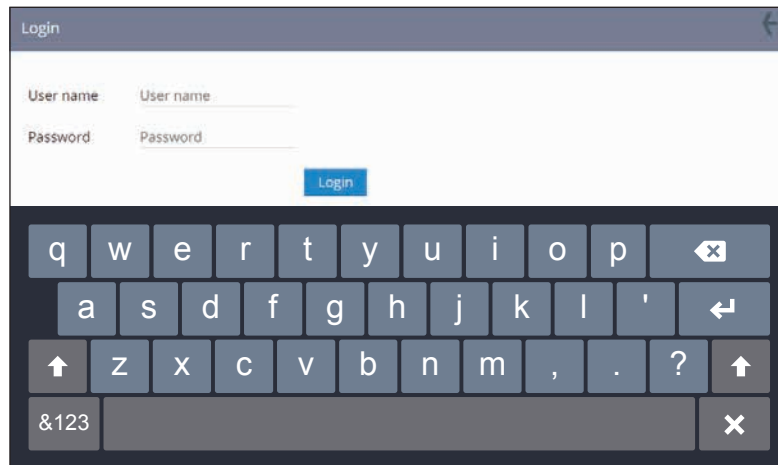 Login
User name User name
Password Password
Login
q w e r t y u i o p
a s d f g h j k l '
z x c v b n m , . ?
&123